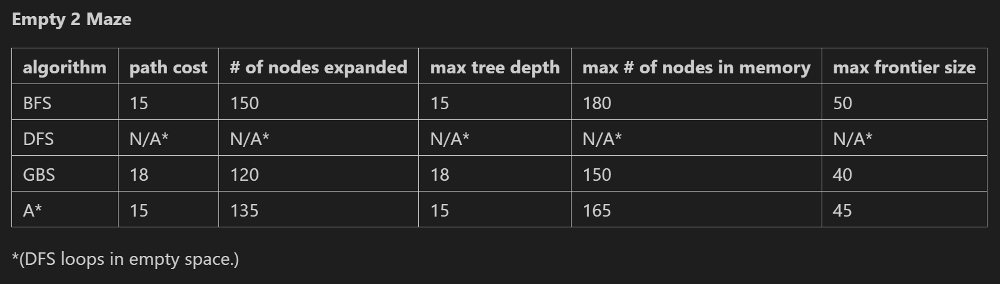 Empty 2 Maze
algorithm path cost # of nodes expanded max tree depth max # of nodes in memory max frontier size
BFS 15 150 15 180 50
DFS N/A* N/A* N/A* N/A* N/A*
GBS 18 120 18 150 40
A* 15 135 15 165 45
*(DFS loops in empty space.)